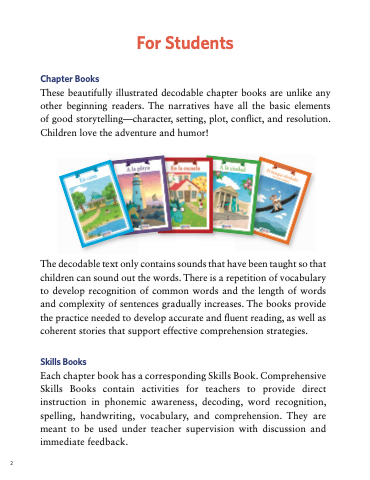 For Students
Chapter Books
These beautifully illustrated decodable chapter books are unlike any
other beginning readers. The narratives have all the basic elements
of good storytelling—character, setting, plot, conflict, and resolution.
Children love the adventure and humor!
En casa
A la playa
En la escuela
A la ciudad
The decodable text only contains sounds that have been taught so that
children can sound out the words. There is a repetition of vocabulary
to develop recognition of common words and the length of words
and complexity of sentences gradually increases. The books provide
the practice needed to develop accurate and fluent reading, as well as
coherent stories that support effective comprehension strategies.
Skills Books
Each chapter book has a corresponding Skills Book. Comprehensive
Skills Books contain activities for teachers to provide direct
instruction in phonemic awareness, decoding, word recognition,
spelling, handwriting, vocabulary, and comprehension. They are
meant to be used under teacher supervision with discussion and
immediate feedback.
2